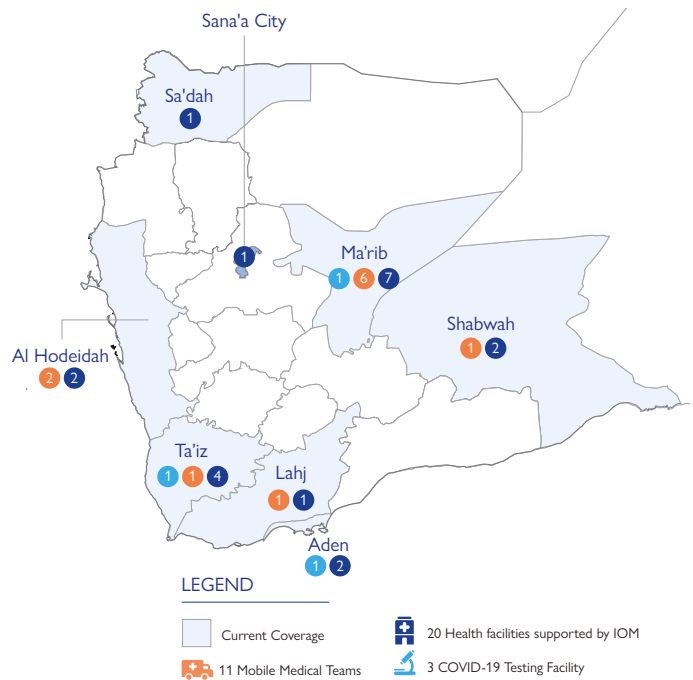 Sana'a City
Sa'dah
1
1
Ma'rib
1 6 7
Shabwah
1 2
Al Hodeidah
2 2
Ta'iz
1 1 4
Lahj
1 1
Aden
1 2
LEGEND
Current Coverage
20 Health facilities supported by IOM
11 Mobile Medical Teams
3 COVID-19 Testing Facility